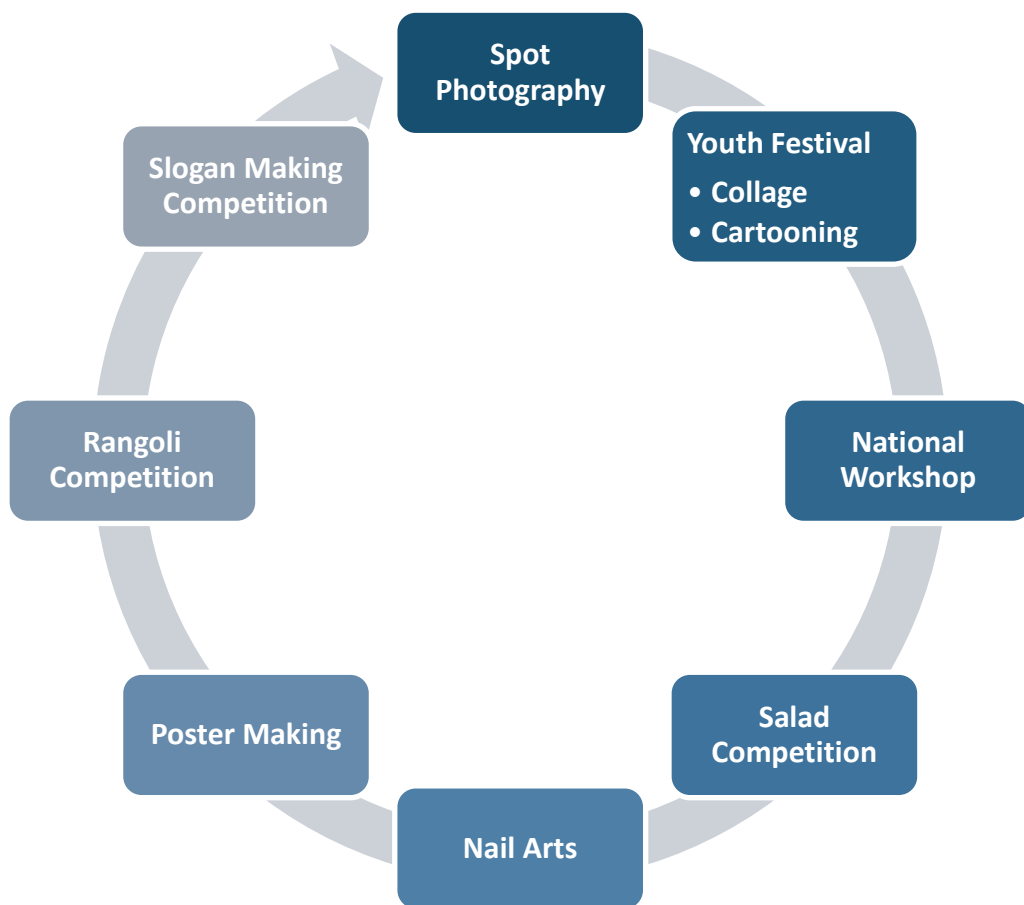 Spot
Photography
Youth Festival
• Collage
• Cartooning
National
Workshop
Salad
Competition
Nail Arts
Poster Making
Rangoli
Competition
Slogan Making
Competition